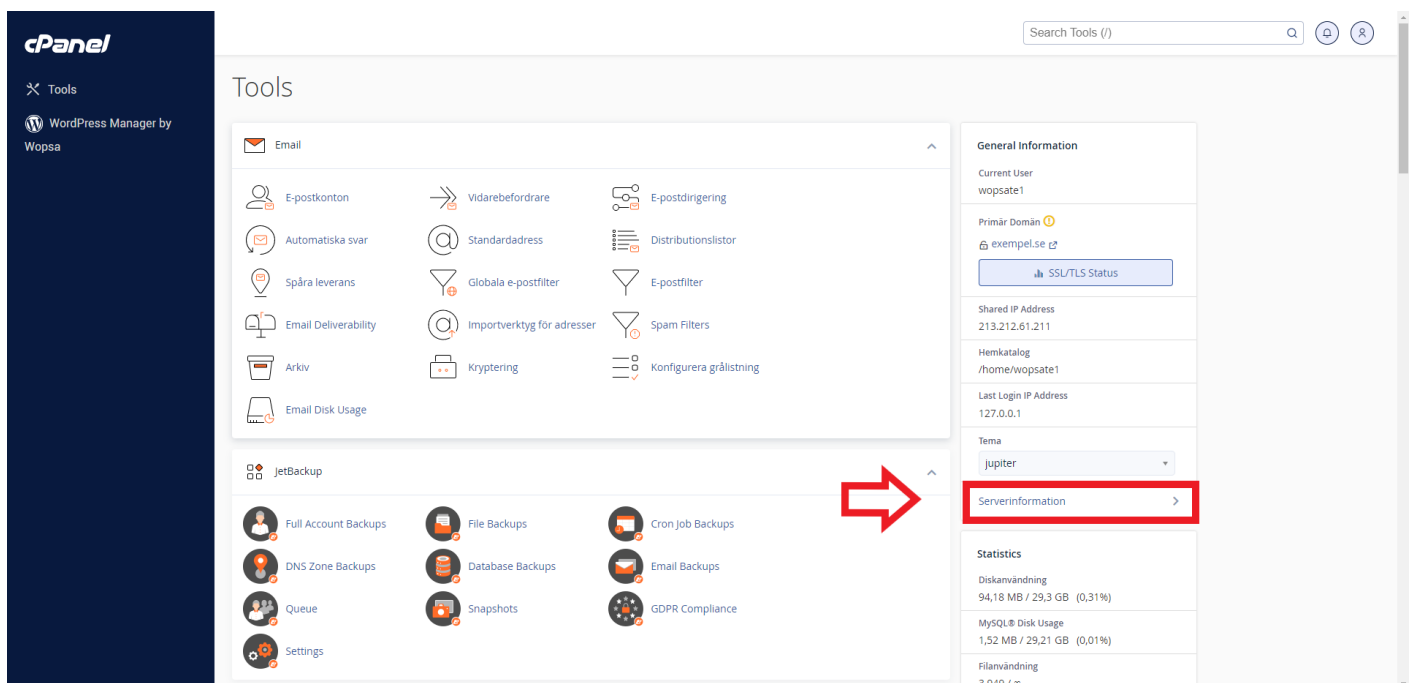 cPanel
Search Tools (/)
Tools
WordPress Manager by
Wopsa
Tools
Email
E-postkonton
Vidarebefordrare
E-postdirigering
Automatiska svar
Standardadress
Distributionslistor
Spåra leverans
Globala e-postfilter
E-postfilter
Email Deliverability
Importverktyg för adresser
Spam Filters
Arkiv
Kryptering
Konfigurera grålistning
Email Disk Usage
JetBackup
Full Account Backups
File Backups
Cron Job Backups
DNS Zone Backups
Database Backups
Email Backups
Queue
Snapshots
GDPR Compliance
Settings
General Information
Current User
wopsate1
Primär Domän
exempel.se
SSL/TLS Status
Shared IP Address
213.212.61.211
Hemkatalog
/home/wopsate1
Last Login IP Address
127.0.0.1
Tema
jupiter
Serverinformation
Statistics
Diskanvändning
94,18 MB / 29,3 GB (0,31%)
MySQL® Disk Usage
1,52 MB / 29,21 GB (0,01%)
Filanvändning